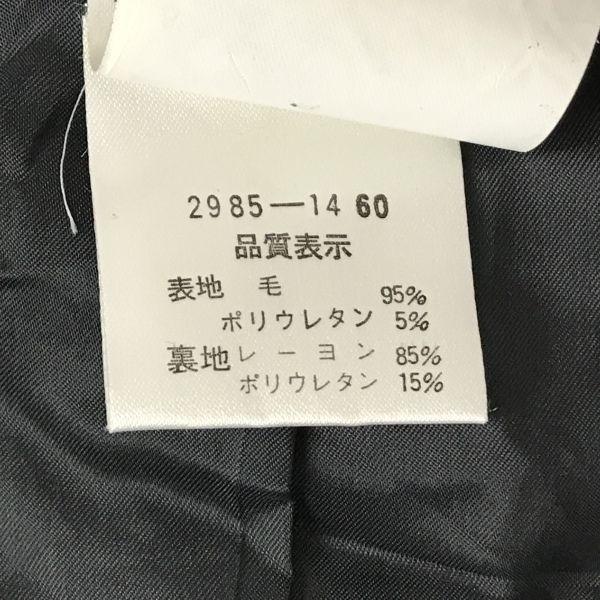 2985—14 60
品質表示
表地 毛 95%
ポリウレタン 5%
裏地 レーヨン 85%
ポリウレタン 15%